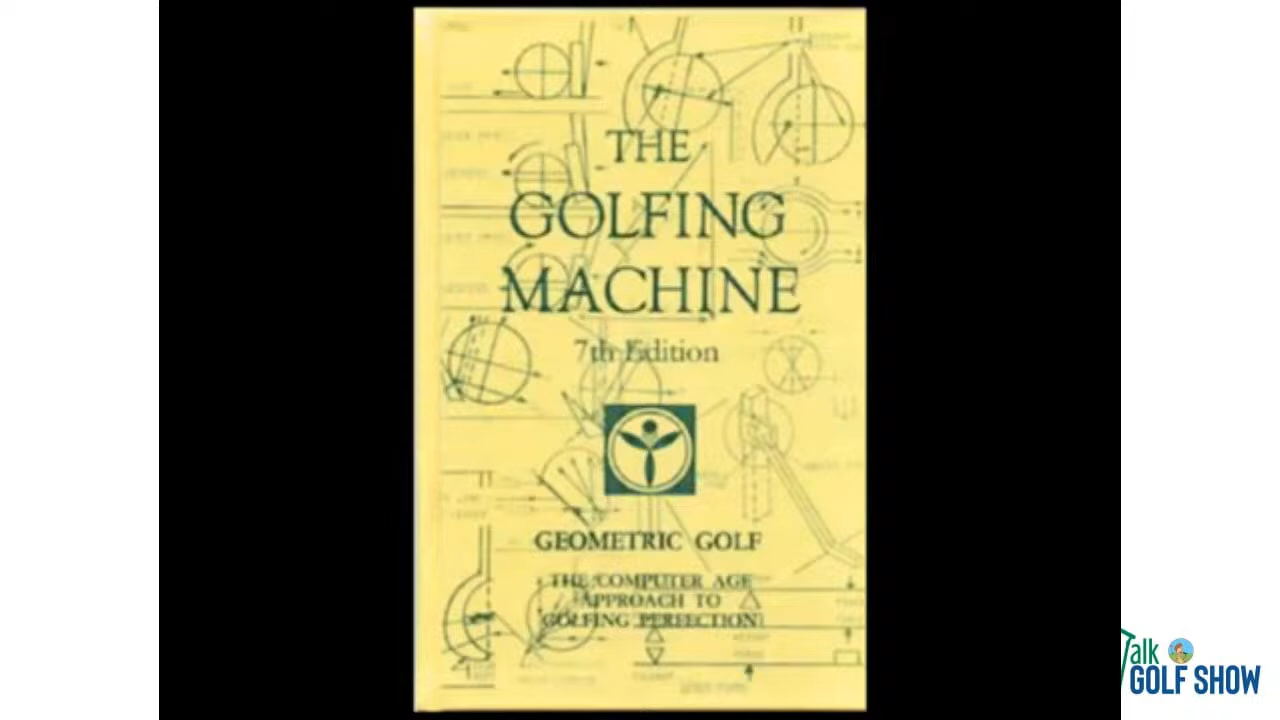 THE
GOLFING
MACHINE
7th Edition
GEOMETRIC GOLF
THE COMPUTER AGE
APPROACH TO
GOLFING PERFECTION
Talk
GOLF SHOW